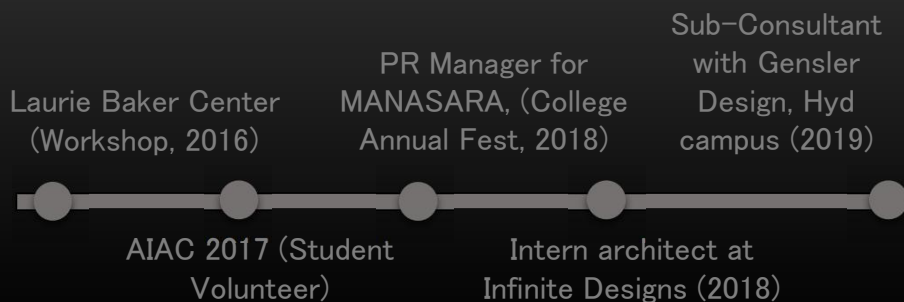 Laurie Baker Center
(Workshop, 2016)
AIAC 2017 (Student
Volunteer)
PR Manager for
MANASARA, (College
Annual Fest, 2018)
Intern architect at
Infinite Designs (2018)
Sub-Consultant
with Gensler
Design, Hyd
campus (2019)